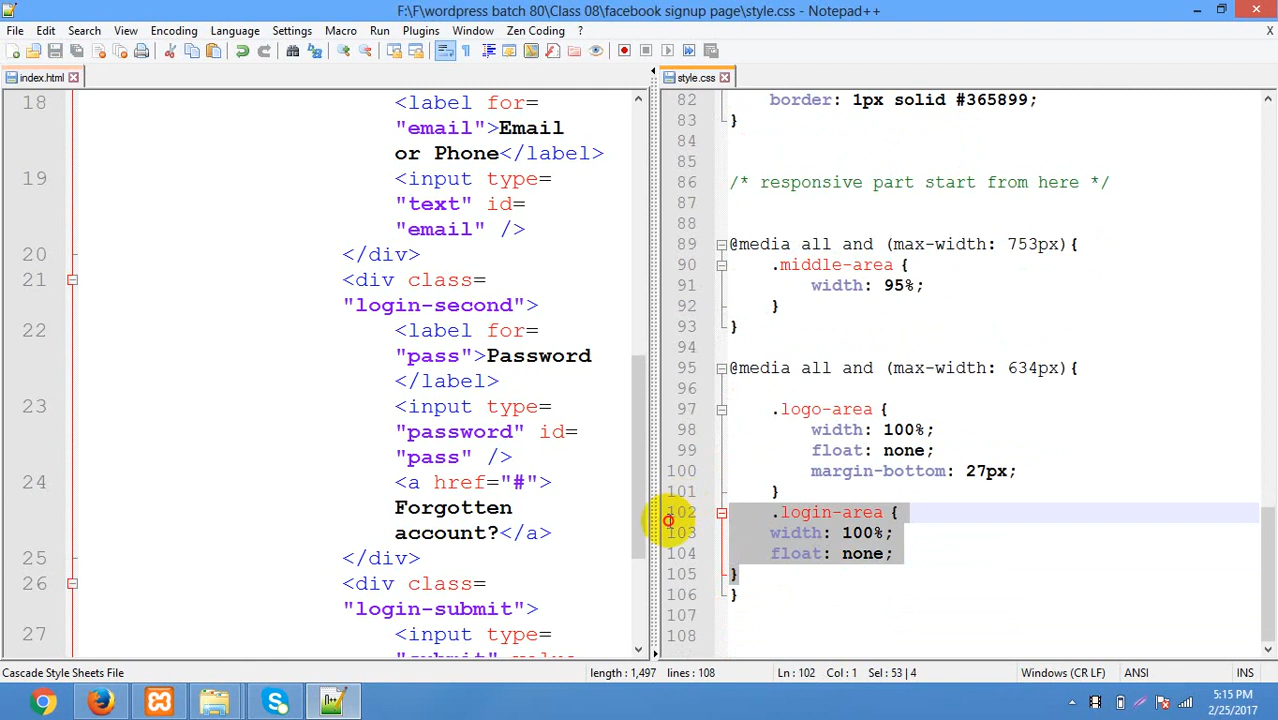 F:\F\wordpress batch 80\Class 08\facebook signup page\style.css - Notepad++
File Edit Search View Encoding Language Settings Macro Run Plugins Window Zen Coding ? X
index.html
style.css
18 <label for=
"email">Email
or Phone</label>
19 <input type=
"text" id=
"email" />
20 </div>
21 <div class=
"login-second">
22 <label for=
"pass">Password
</label>
23 <input type=
"password" id=
"pass" />
24 <a href="#">
Forgotten
account?</a>
25 </div>
26 <div class=
"login-submit">
27 <input type=
"submit" value
82 border: 1px solid #365899;
83 }
84
85
86 /* responsive part start from here */
87
88
89 @media all and (max-width: 753px){
90 .middle-area {
91 width: 95%;
92 }
93 }
94
95 @media all and (max-width: 634px){
96
97 .logo-area {
98 width: 100%;
99 float: none;
100 margin-bottom: 27px;
101 }
102 .login-area {
103 width: 100%;
104 float: none;
105 }
106 }
107
108
Cascade Style Sheets File length : 1,497 lines : 108 Ln : 102 Col : 1 Sel : 53 | 4 Windows (CR LF) ANSI INS
5:15 PM
2/25/2017